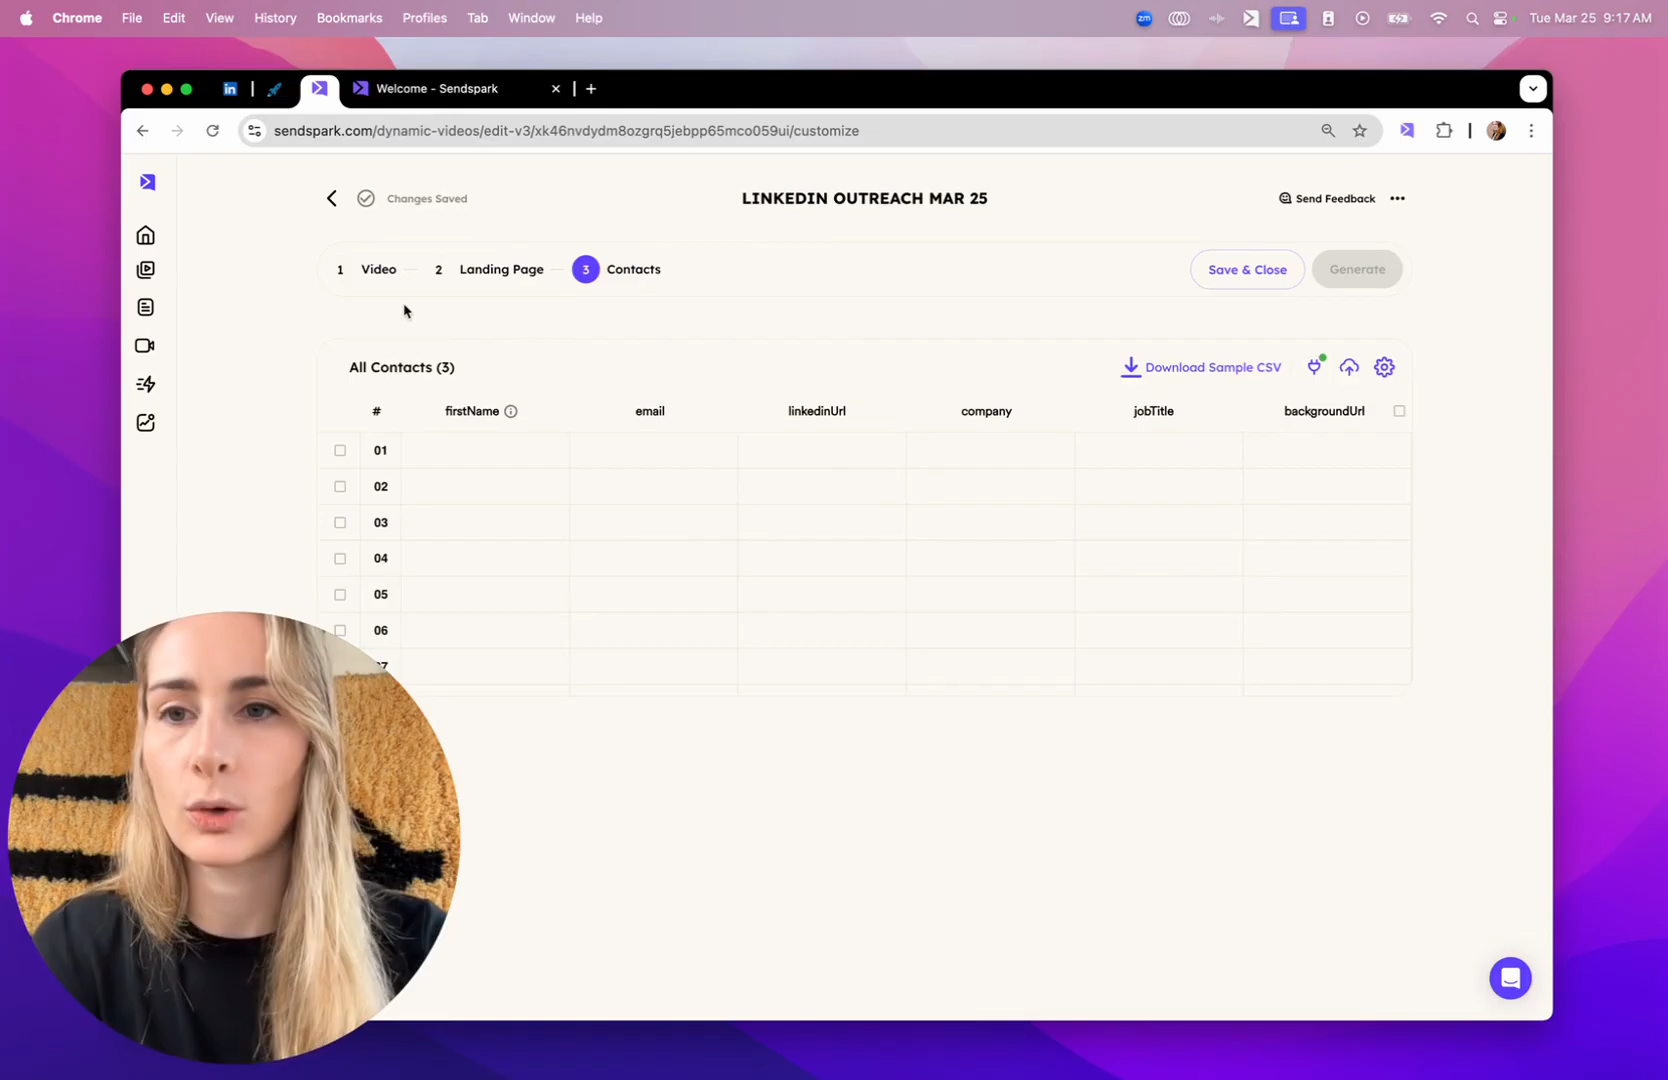 Chrome File Edit View History Bookmarks Profiles Tab Window Help
zm Tue Mar 25 9:17 AM
in Welcome - Sendspark
sendspark.com/dynamic-videos/edit-v3/xk46nvdydm8ozgrq5jebpp65mco059ui/customize
Changes Saved LINKEDIN OUTREACH MAR 25 Send Feedback
1 Video 2 Landing Page 3 Contacts Save & Close Generate
All Contacts (3) Download Sample CSV
# firstName email linkedinUrl company jobTitle backgroundUrl
01
02
03
04
05
06